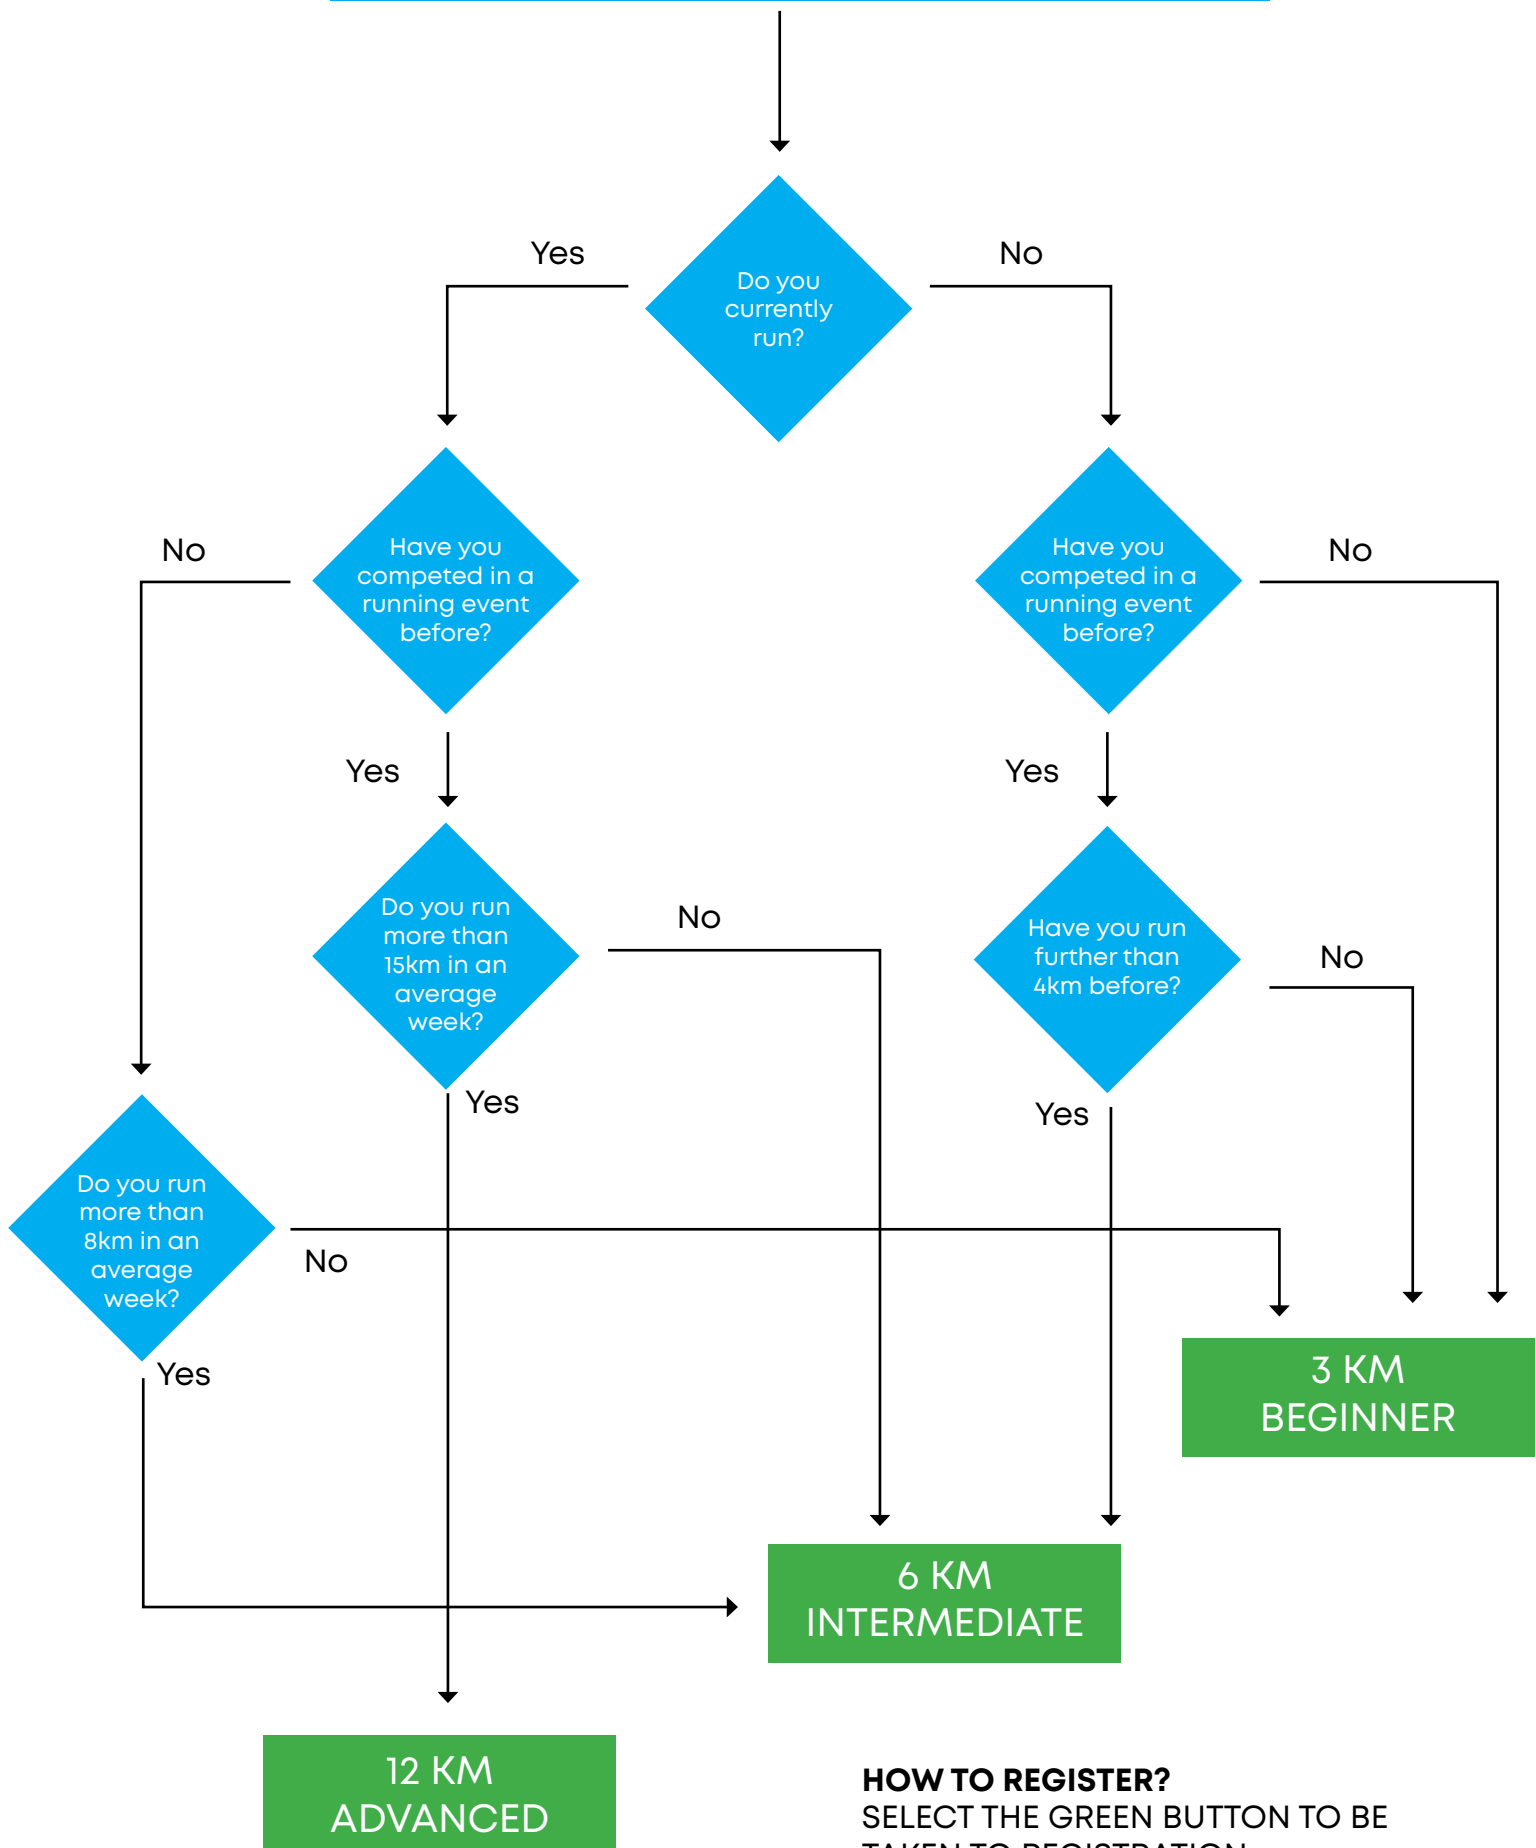 Yes
No
Do you
currently
run?
No
Have you
competed in a
running event
before?
Have you
competed in a
running event
before?
No
Yes
Yes
Do you run
more than
15km in an
average
week?
No
Have you run
further than
4km before?
No
Yes
Yes
Do you run
more than
8km in an
average
week?
No
Yes
3 KM
BEGINNER
6 KM
INTERMEDIATE
12 KM
ADVANCED
HOW TO REGISTER?
SELECT THE GREEN BUTTON TO BE
TAKEN TO REGISTRATION